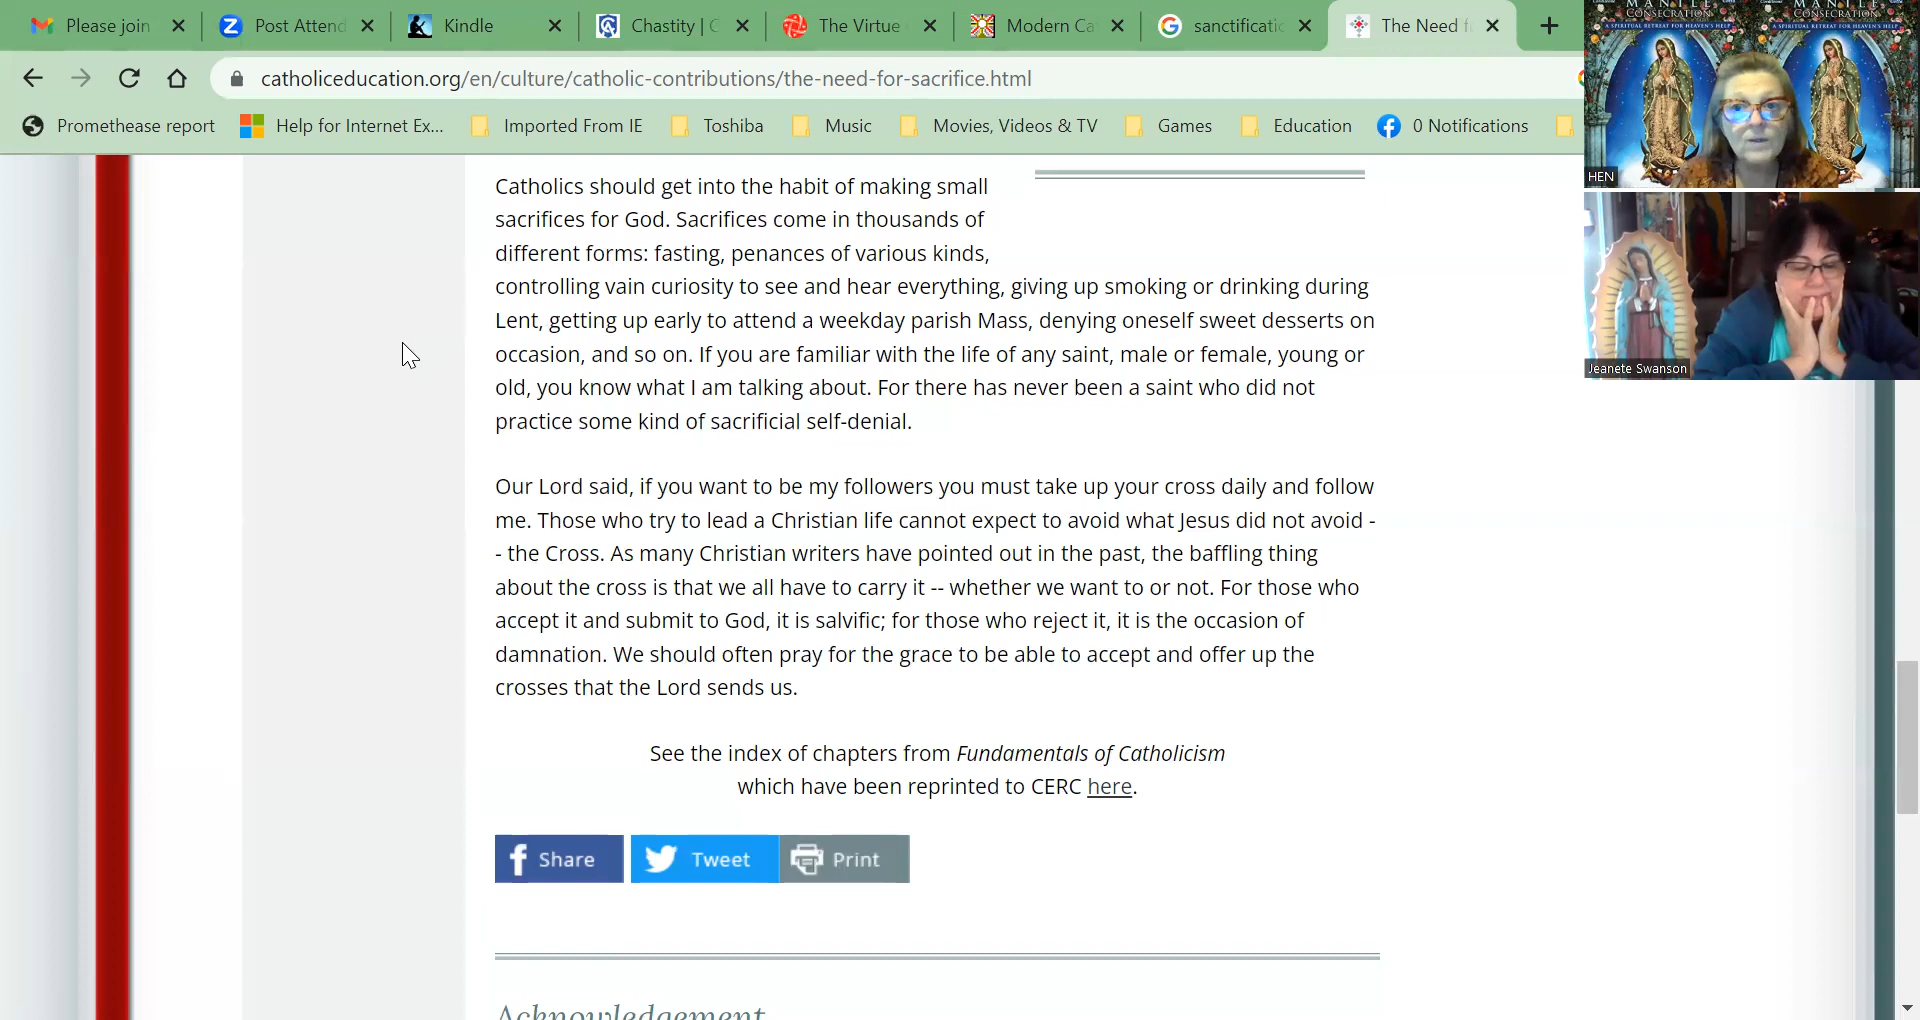 Please join
Post Attend
Kindle
Chastity | C
The Virtue
Modern Ca
sanctificatio
The Need f
catholiceducation.org/en/culture/catholic-contributions/the-need-for-sacrifice.html
Promethease report
Help for Internet Ex...
Imported From IE
Toshiba
Music
Movies, Videos & TV
Games
Education
0 Notifications
MANTLE
CONSECRATION
A SPIRITUAL RETREAT FOR HEAVEN'S HELP
MANTLE
CONSECRATION
A SPIRITUAL RETREAT FOR HEAVEN'S HELP
HEN
Jeanete Swanson
Catholics should get into the habit of making small
sacrifices for God. Sacrifices come in thousands of
different forms: fasting, penances of various kinds,
controlling vain curiosity to see and hear everything, giving up smoking or drinking during
Lent, getting up early to attend a weekday parish Mass, denying oneself sweet desserts on
occasion, and so on. If you are familiar with the life of any saint, male or female, young or
old, you know what I am talking about. For there has never been a saint who did not
practice some kind of sacrificial self-denial.
Our Lord said, if you want to be my followers you must take up your cross daily and follow
me. Those who try to lead a Christian life cannot expect to avoid what Jesus did not avoid -
- the Cross. As many Christian writers have pointed out in the past, the baffling thing
about the cross is that we all have to carry it -- whether we want to or not. For those who
accept it and submit to God, it is salvific; for those who reject it, it is the occasion of
damnation. We should often pray for the grace to be able to accept and offer up the
crosses that the Lord sends us.
See the index of chapters from Fundamentals of Catholicism
which have been reprinted to CERC here.
Share
Tweet
Print
Acknowledgement